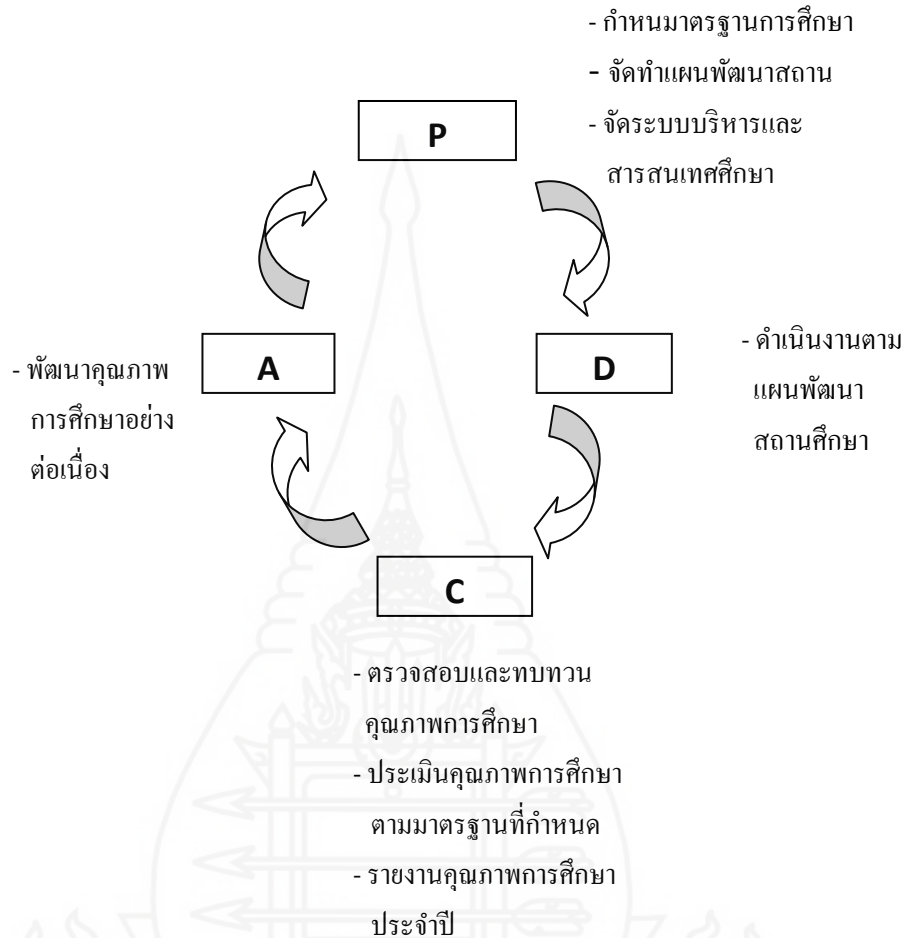 - กำหนมาตรฐานการศึกษา
- จัดทำแผนพัฒนาสถาน
- จัดระบบบริหารและ
สารสนเทศศึกษา
P
A
D
- พัฒนาคุณภาพ
การศึกษาอย่าง
ต่อเนื่อง
- ดำเนินงานตาม
แผนพัฒนา
สถานศึกษา
C
- ตรวจสอบและทบทวน
คุณภาพการศึกษา
- ประเมินคุณภาพการศึกษา
ตามมาตรฐานที่กำหนด
- รายงานคุณภาพการศึกษา
ประจำปี